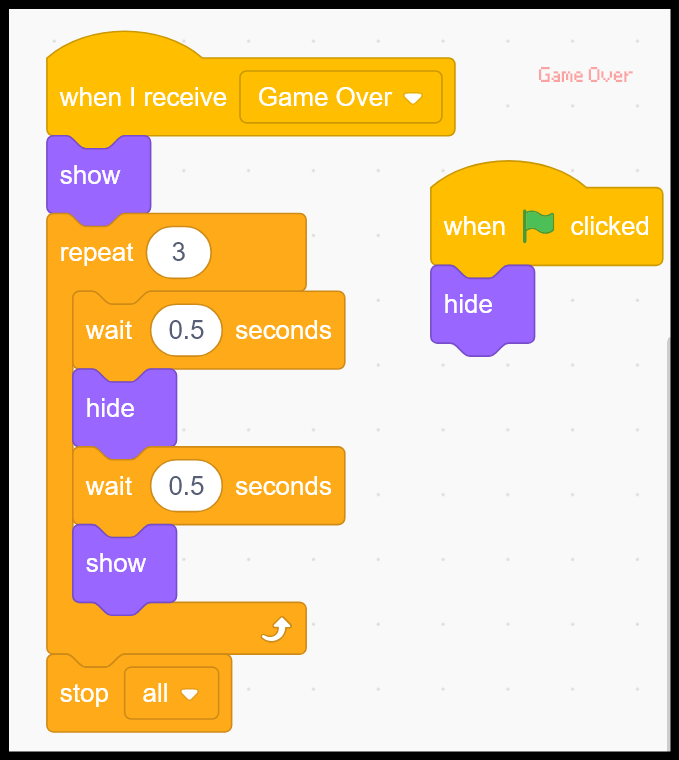 when I receive Game Over
show
repeat 3
wait 0.5 seconds
hide
wait 0.5 seconds
show
stop all
Game Over
when clicked
hide